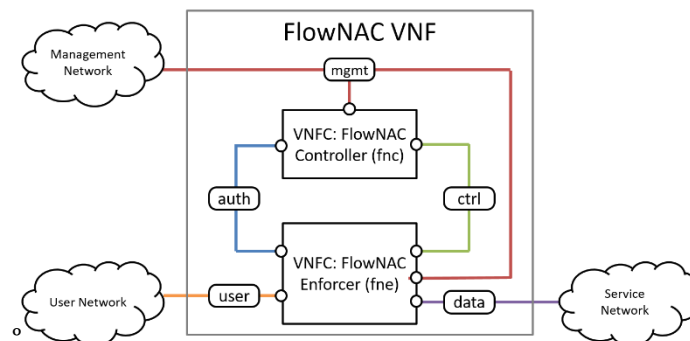 FlowNAC VNF
Management
Network
mgmt
VNFC: FlowNAC
Controller (fnc)
auth
ctrl
VNFC: FlowNAC
Enforcer (fne)
User Network
user
data
Service
Network
o